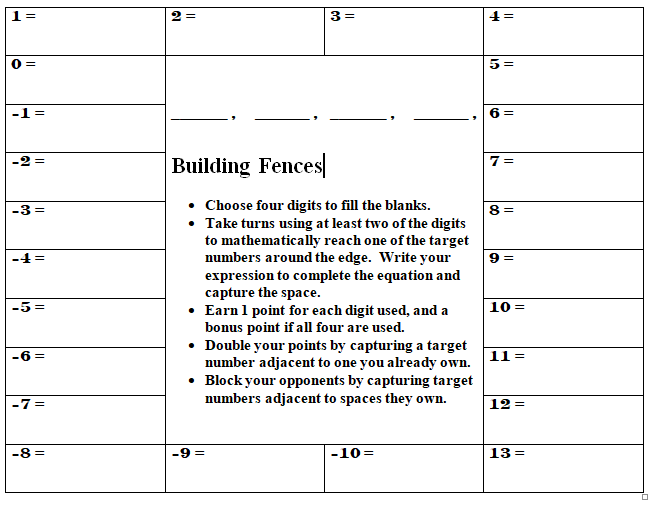 1 = 2 = 3 = 4 =
0 = 5 =
-1 = ______, ______, ______, ______, 6 =
-2 = Building Fences 7 =
-3 = • Choose four digits to fill the blanks. 8 =
• Take turns using at least two of the digits
to mathematically reach one of the target
-4 = numbers around the edge.  Write your 9 =
expression to complete the equation and
capture the space.
-5 = • Earn 1 point for each digit used, and a 10 =
bonus point if all four are used.
-6 = • Double your points by capturing a target 11 =
number adjacent to one you already own.
• Block your opponents by capturing target
-7 = numbers adjacent to spaces they own. 12 =
-8 = -9 = -10 = 13 =